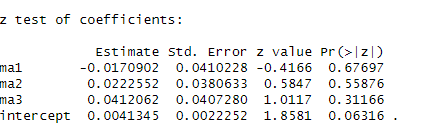 z test of coefficients:
Estimate Std. Error z value Pr(>|z|)
ma1 -0.0170902 0.0410228 -0.4166 0.67697
ma2 0.0222552 0.0380633 0.5847 0.55876
ma3 0.0412062 0.0407280 1.0117 0.31166
intercept 0.0041345 0.0022252 1.8581 0.06316 .